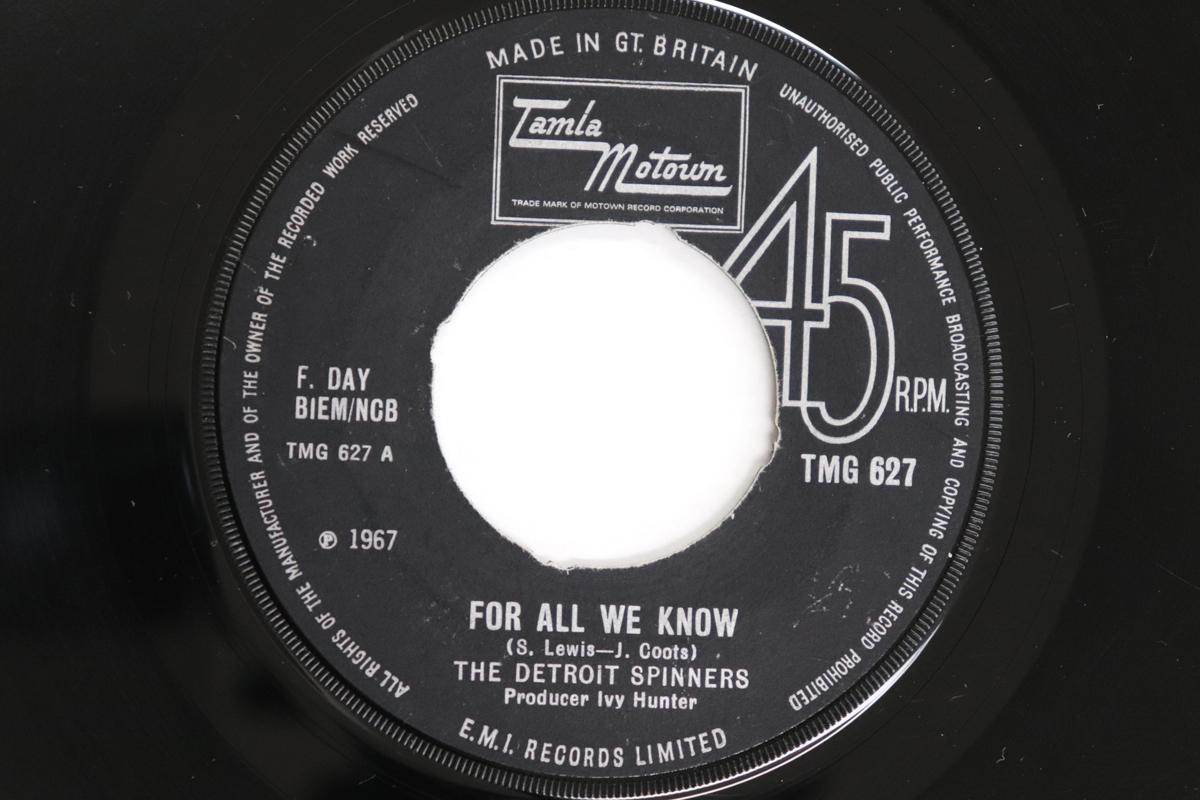 MADE IN GT. BRITAIN
Tamla
Motown
TRADE MARK OF MOTOWN RECORD CORPORATION
45
R.P.M.
TMG 627
F. DAY
BIEM/NCB
TMG 627 A
℗ 1967
FOR ALL WE KNOW
(S. Lewis—J. Coots)
THE DETROIT SPINNERS
Producer Ivy Hunter
E.M.I. RECORDS LIMITED
ALL RIGHTS OF THE MANUFACTURER AND OF THE OWNER OF THE RECORDED WORK RESERVED
UNAUTHORISED PUBLIC PERFORMANCE BROADCASTING AND COPYING OF THIS RECORD PROHIBITED